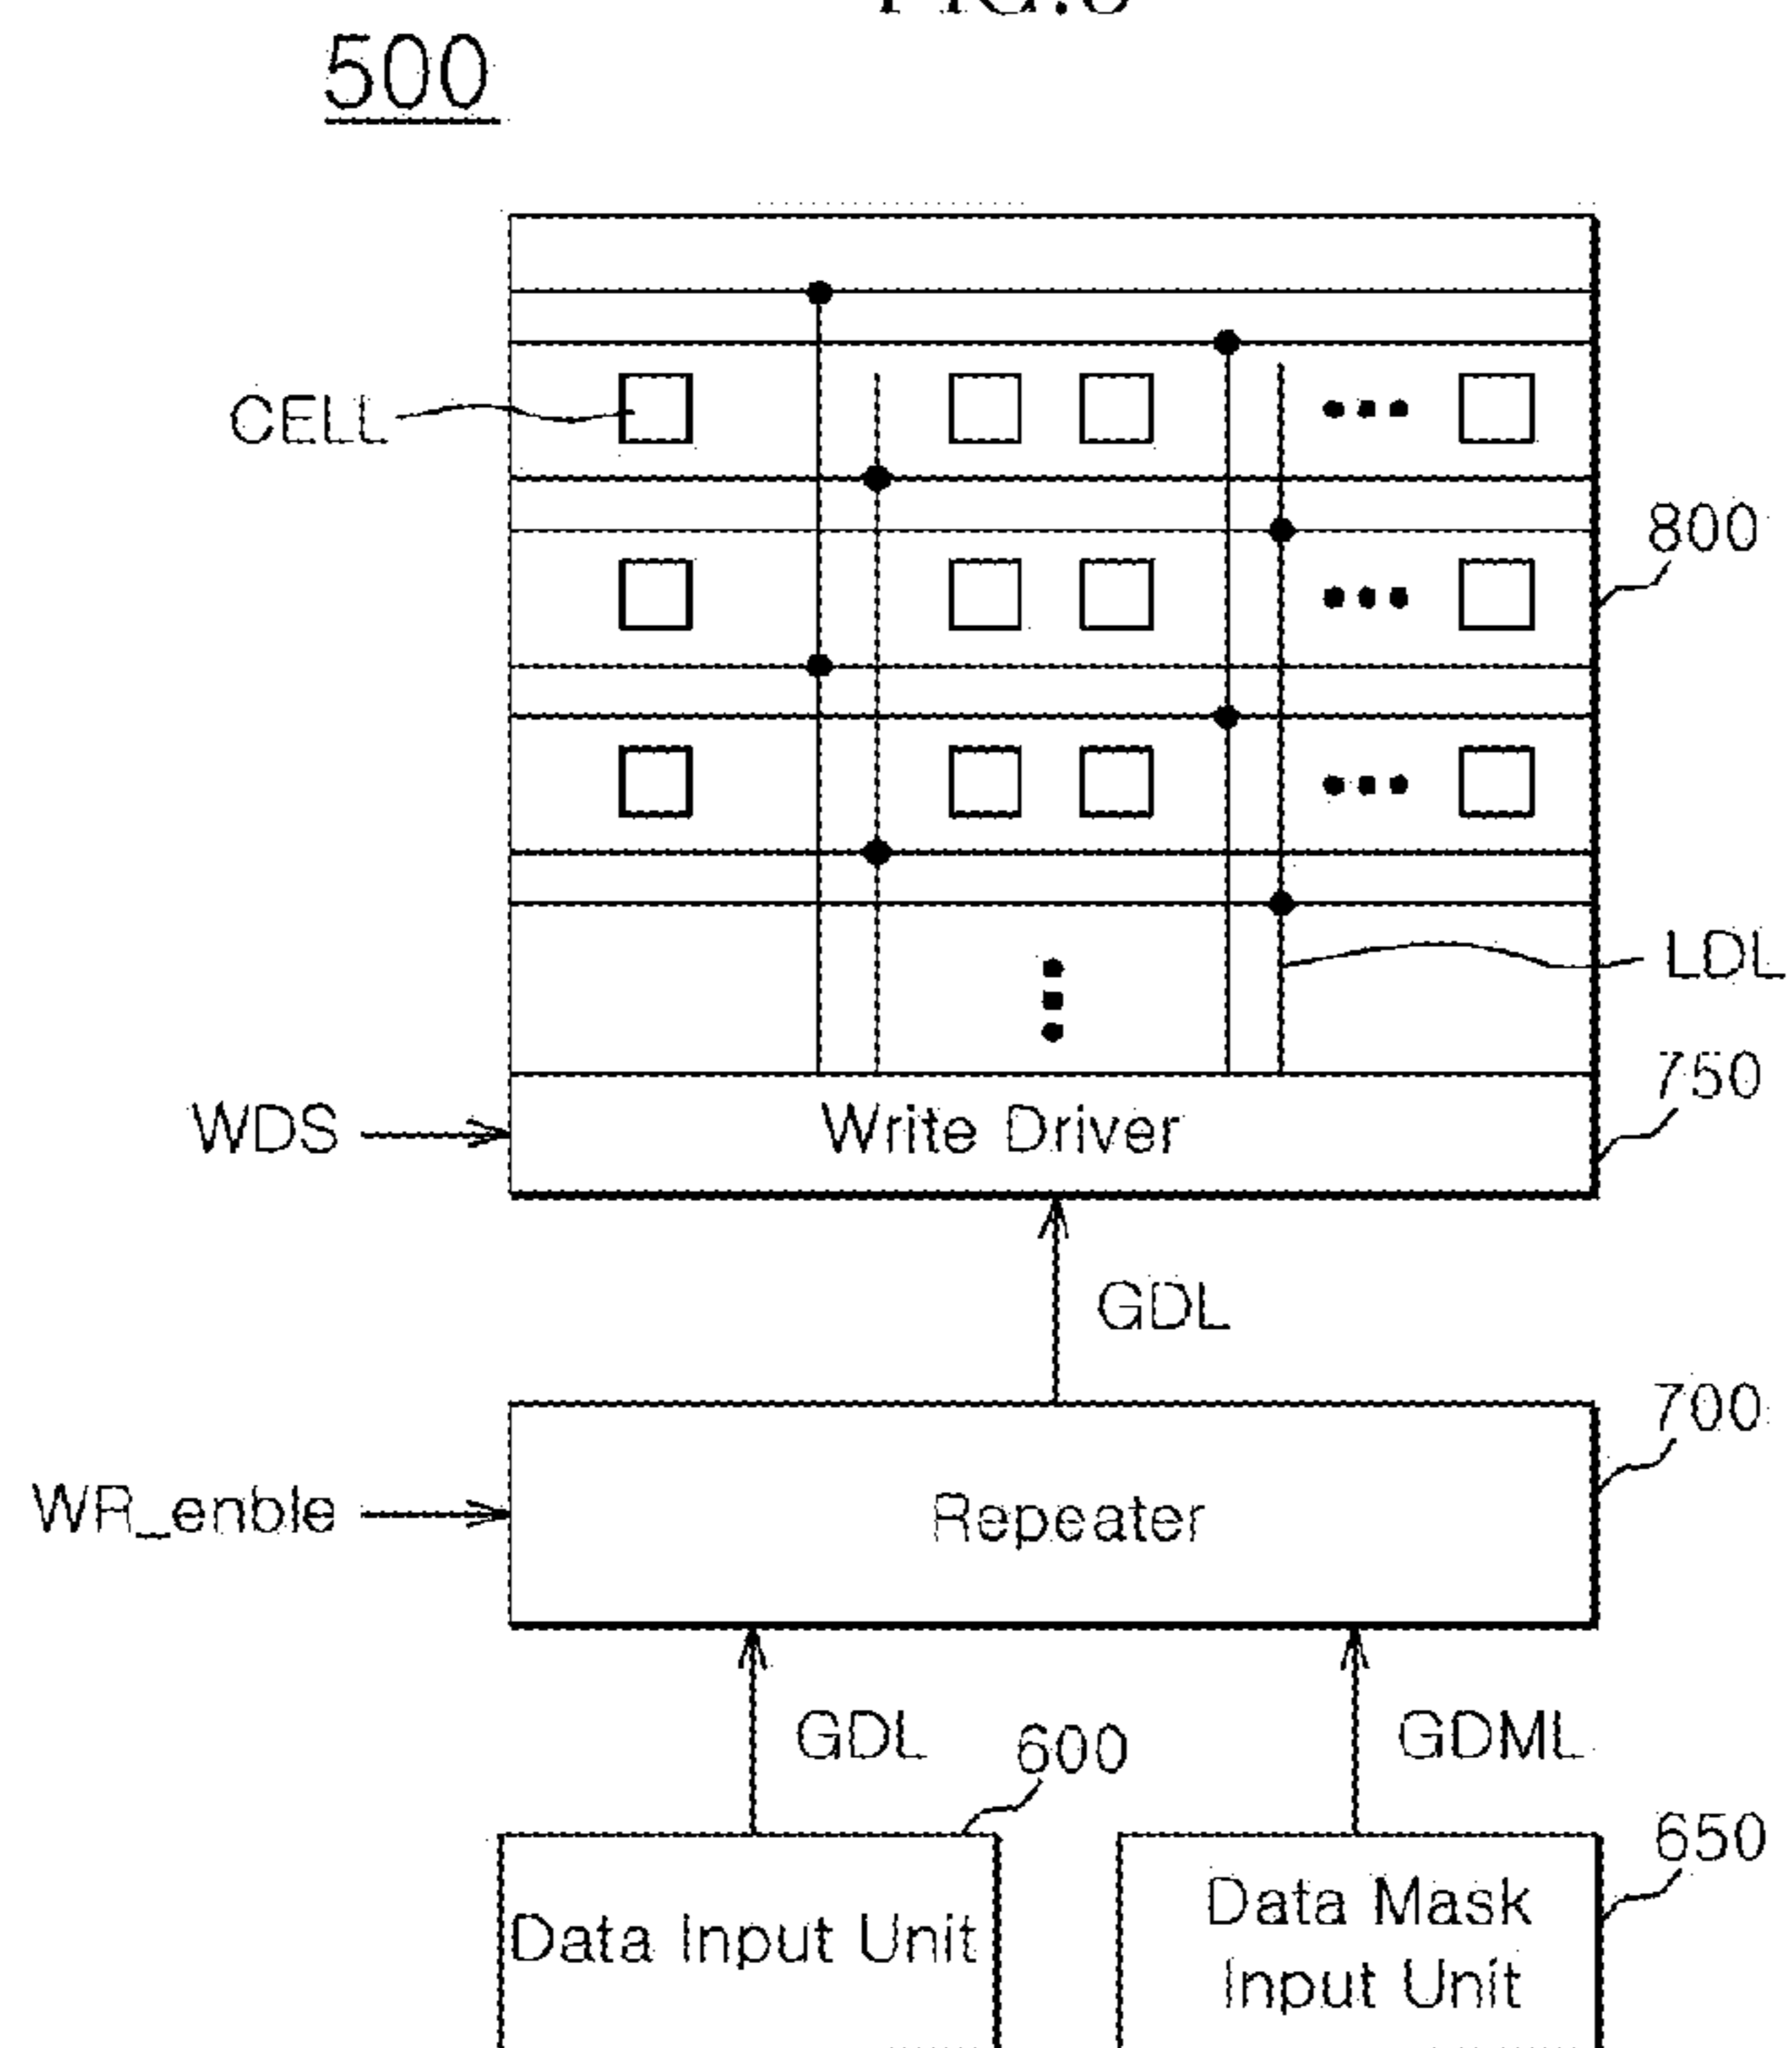 500
CELL
800
LDL
750
WDS
Write Driver
GDL
700
WR_enble
Repeater
GDL
600
GDML
650
Data Input Unit
Data Mask
Input Unit